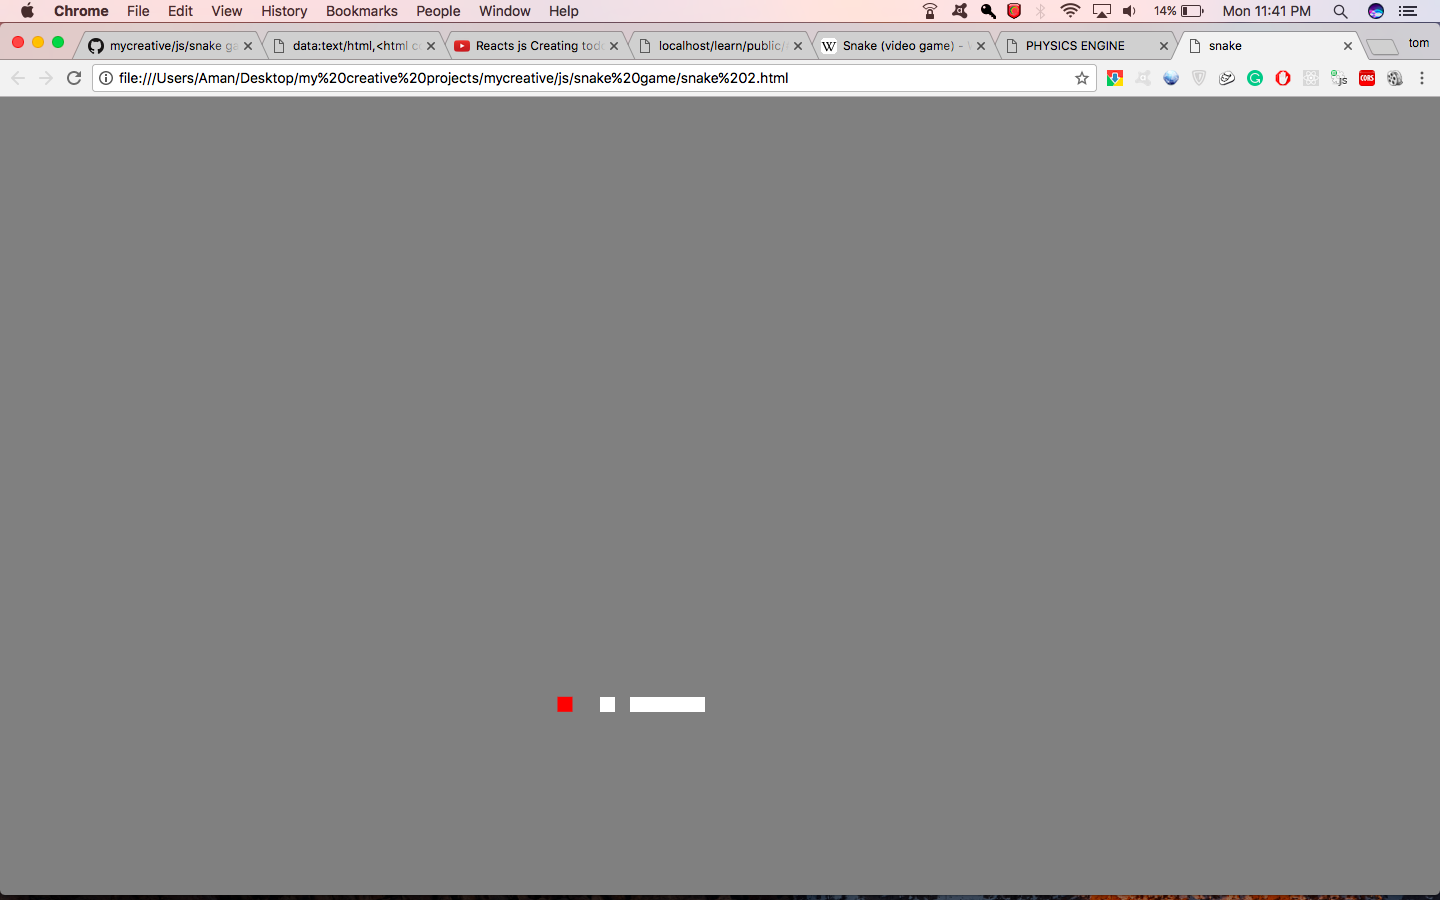 Chrome File Edit View History Bookmarks People Window Help 14% Mon 11:41 PM
mycreative/js/snake ga data:text/html,<html c Reacts js Creating tod localhost/learn/public/ Snake (video game) - PHYSICS ENGINE snake tom
file:///Users/Aman/Desktop/my%20creative%20projects/mycreative/js/snake%20game/snake%202.html